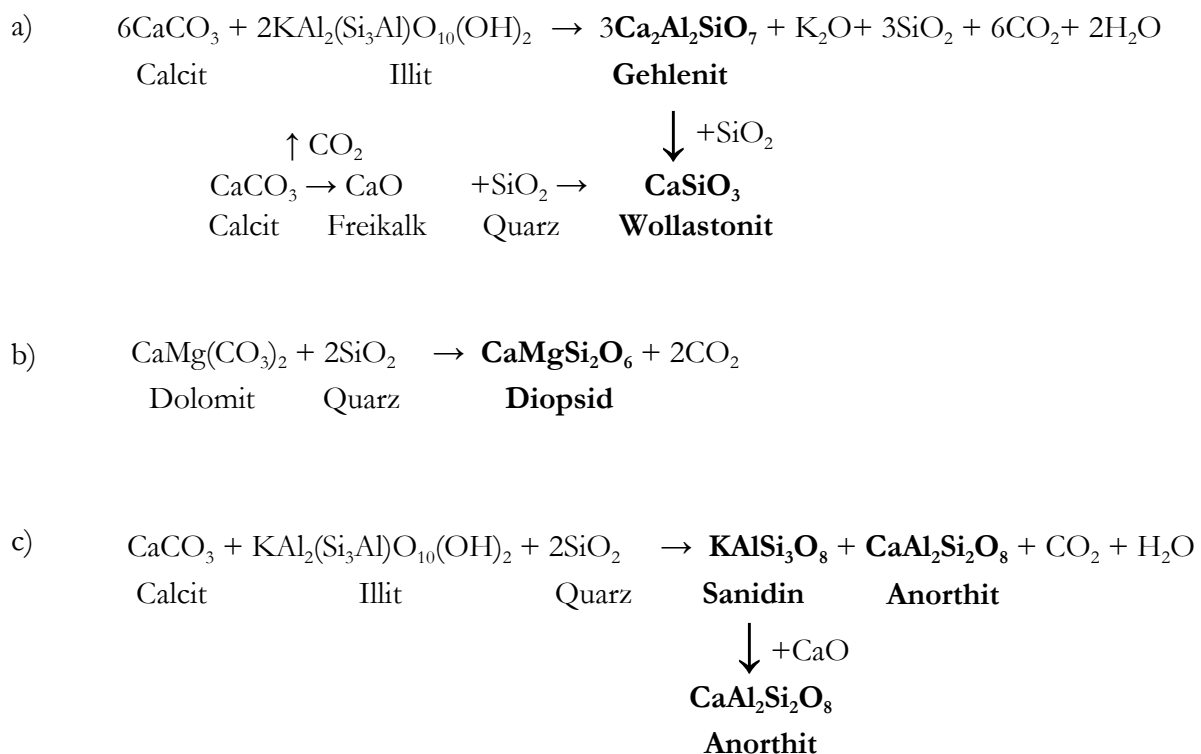 a) 6CaCO₃ + 2KAl₂(Si₃Al)O₁₀(OH)₂ → 3Ca₂Al₂SiO₇ + K₂O+ 3SiO₂ + 6CO₂+ 2H₂O
Calcit Illit Gehlenit
↓ +SiO₂
↑ CO₂
CaCO₃ → CaO +SiO₂ → CaSiO₃
Calcit Freikalk Quarz Wollastonit
b) CaMg(CO₃)₂ + 2SiO₂ → CaMgSi₂O₆ + 2CO₂
Dolomit Quarz Diopsid
c) CaCO₃ + KAl₂(Si₃Al)O₁₀(OH)₂ + 2SiO₂ → KAlSi₃O₈ + CaAl₂Si₂O₈ + CO₂ + H₂O
Calcit Illit Quarz Sanidin Anorthit
↓ +CaO
CaAl₂Si₂O₈
Anorthit